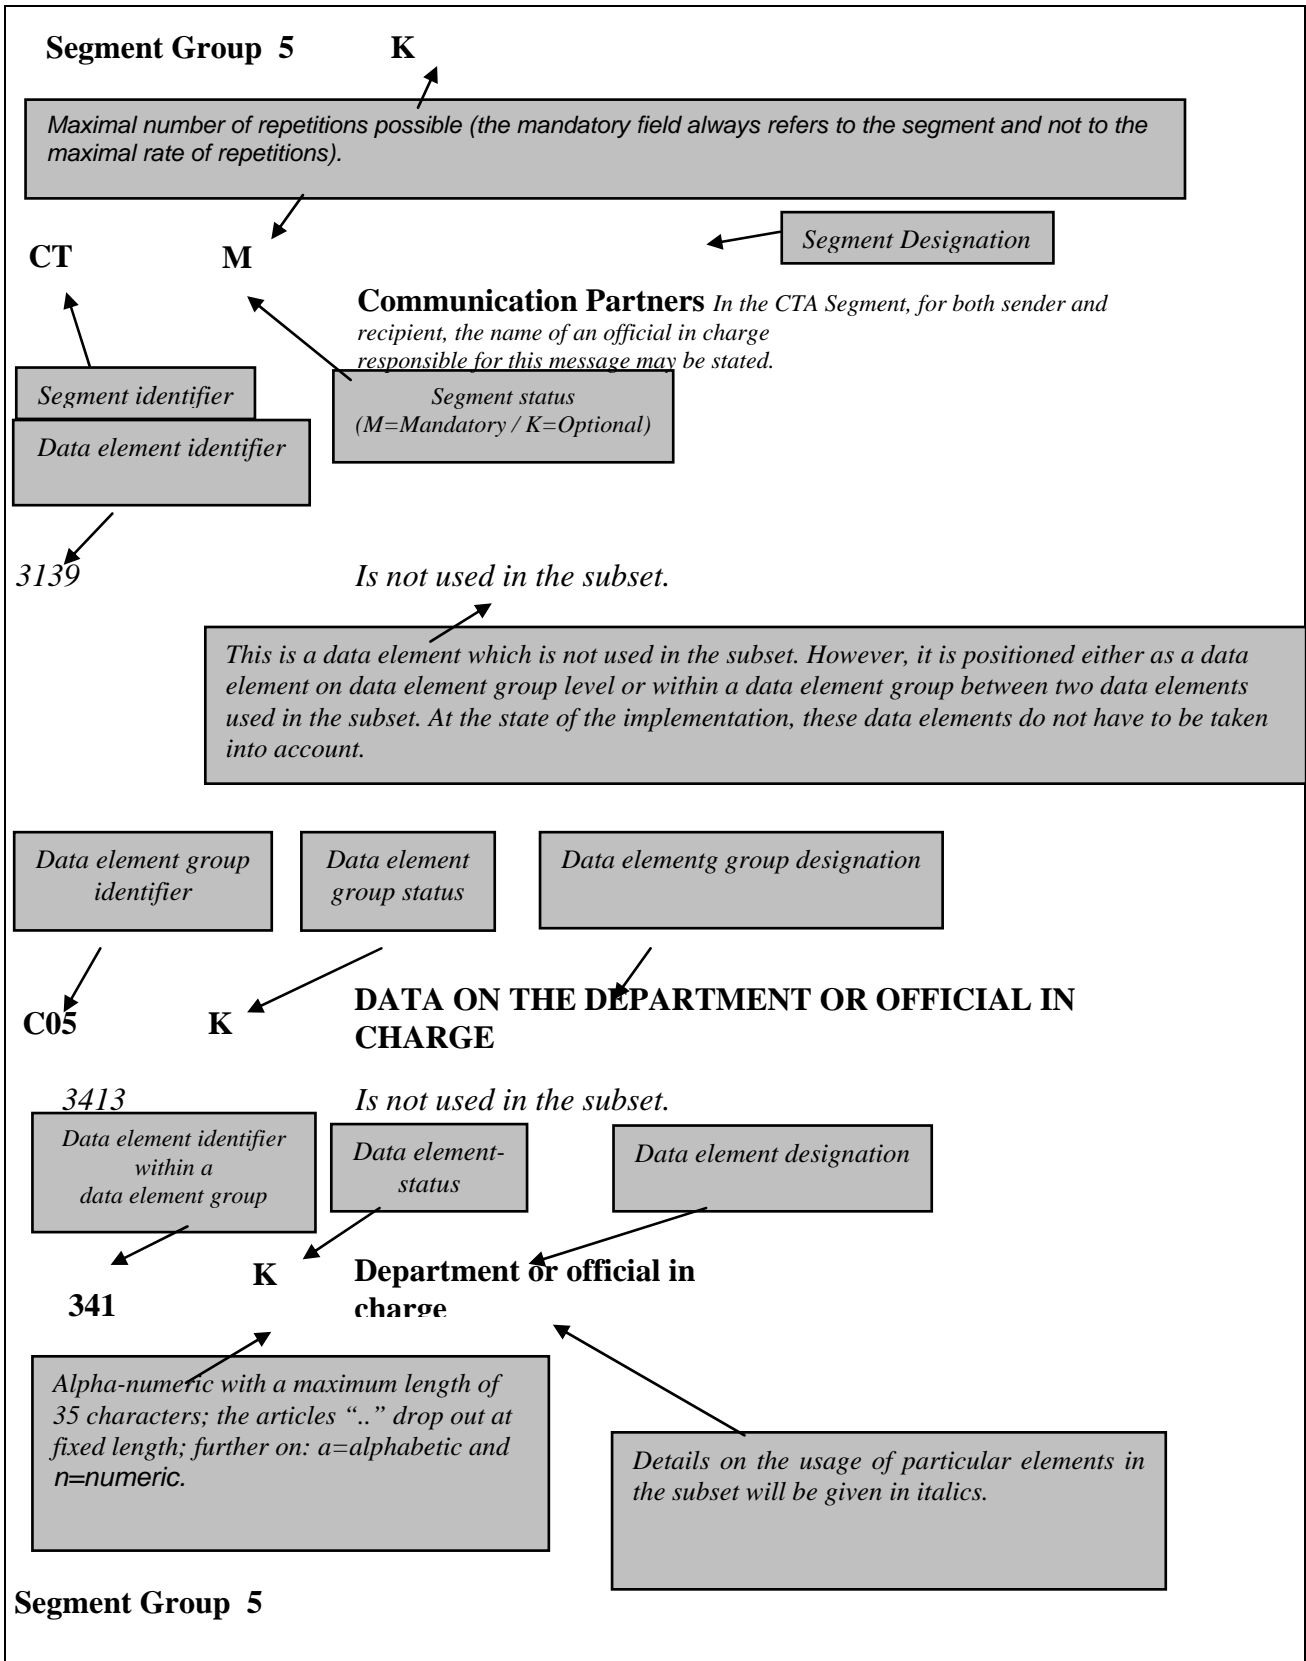 Segment Group 5 K
Maximal number of repetitions possible (the mandatory field always refers to the segment and not to the
maximal rate of repetitions).
Segment Designation
CT M
Communication Partners In the CTA Segment, for both sender and
recipient, the name of an official in charge
responsible for this message may be stated.
Segment identifier
Segment status
(M=Mandatory / K=Optional)
Data element identifier
3139 Is not used in the subset.
This is a data element which is not used in the subset. However, it is positioned either as a data
element on data element group level or within a data element group between two data elements
used in the subset. At the state of the implementation, these data elements do not have to be taken
into account.
Data element group
identifier
Data element
group status
Data elementg group designation
C05 K DATA ON THE DEPARTMENT OR OFFICIAL IN
CHARGE
3413 Is not used in the subset.
Data element identifier
within a
data element group
Data element-
status
Data element designation
341 K Department or official in
charge
Alpha-numeric with a maximum length of
35 characters; the articles “..” drop out at
fixed length; further on: a=alphabetic and
n=numeric.
Details on the usage of particular elements in
the subset will be given in italics.
Segment Group 5